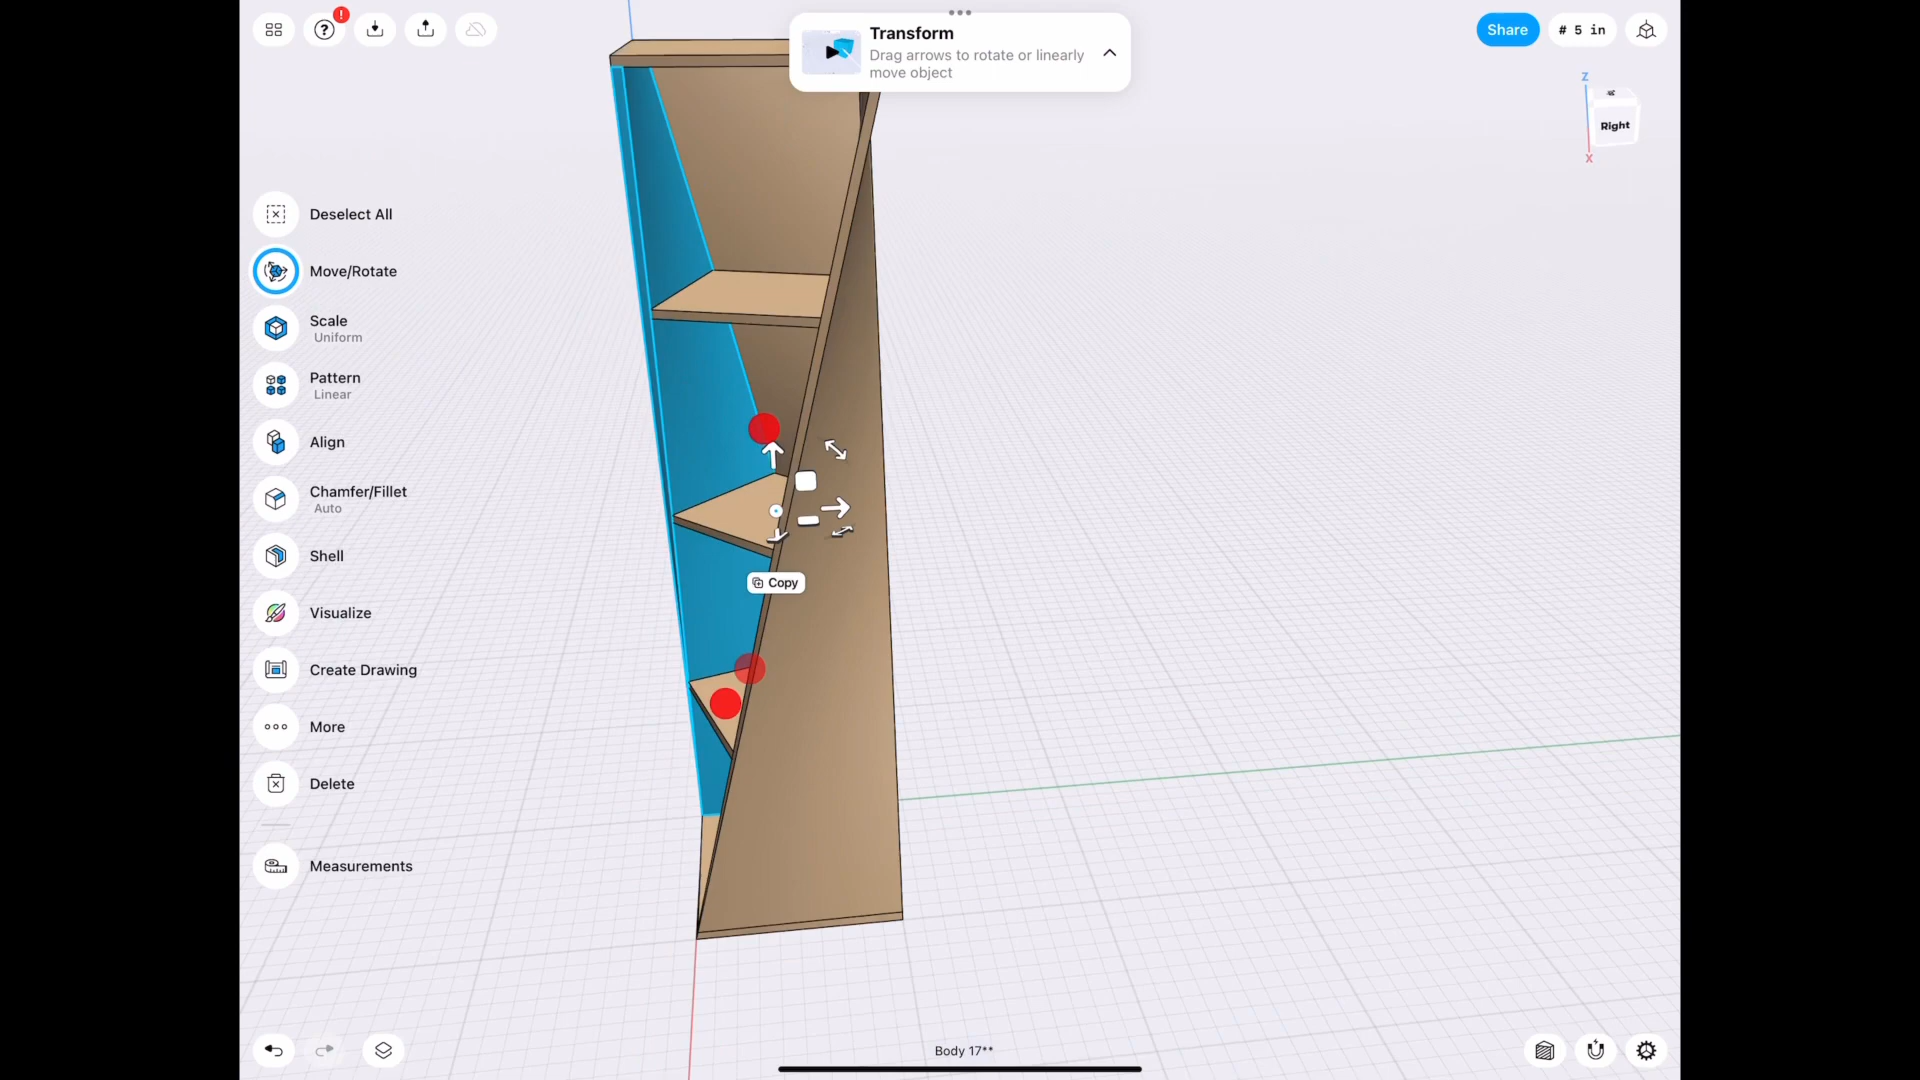 Transform
Drag arrows to rotate or linearly
move object
Share
# 5 in
Z
Right
X
Deselect All
Move/Rotate
Scale
Uniform
Pattern
Linear
Align
Chamfer/Fillet
Auto
Shell
Copy
Visualize
Create Drawing
More
Delete
Measurements
Body 17**